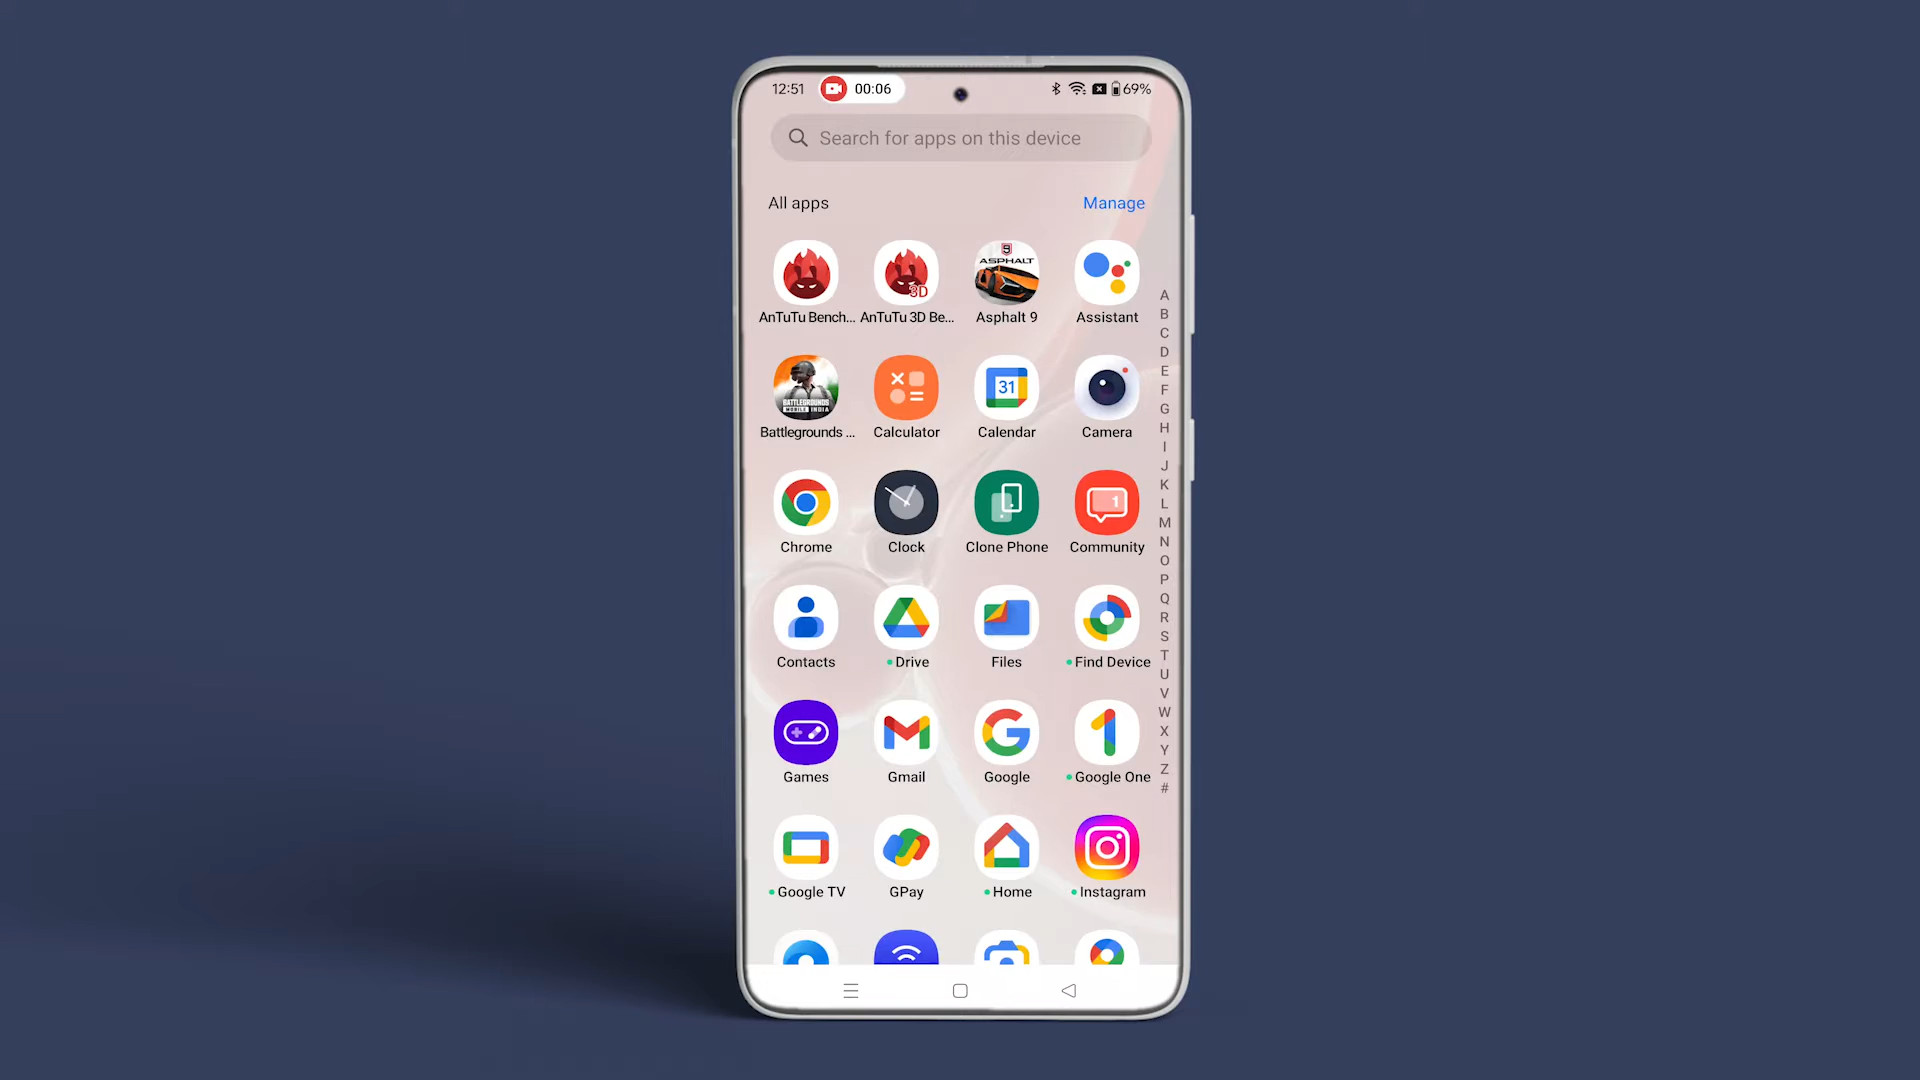 12:51 00:06 69%
Search for apps on this device
All apps Manage
3D
9
ASPHALT
AnTuTu Bench... AnTuTu 3D Be... Asphalt 9 Assistant
BATTLEGROUNDS
MOBILE INDIA
31
Battlegrounds ... Calculator Calendar Camera
1
Chrome Clock Clone Phone Community
Contacts Drive Files Find Device
Games Gmail Google Google One
Google TV GPay Home Instagram
A
B
C
D
E
F
G
H
I
J
K
L
M
N
O
P
Q
R
S
T
U
V
W
X
Y
Z
#